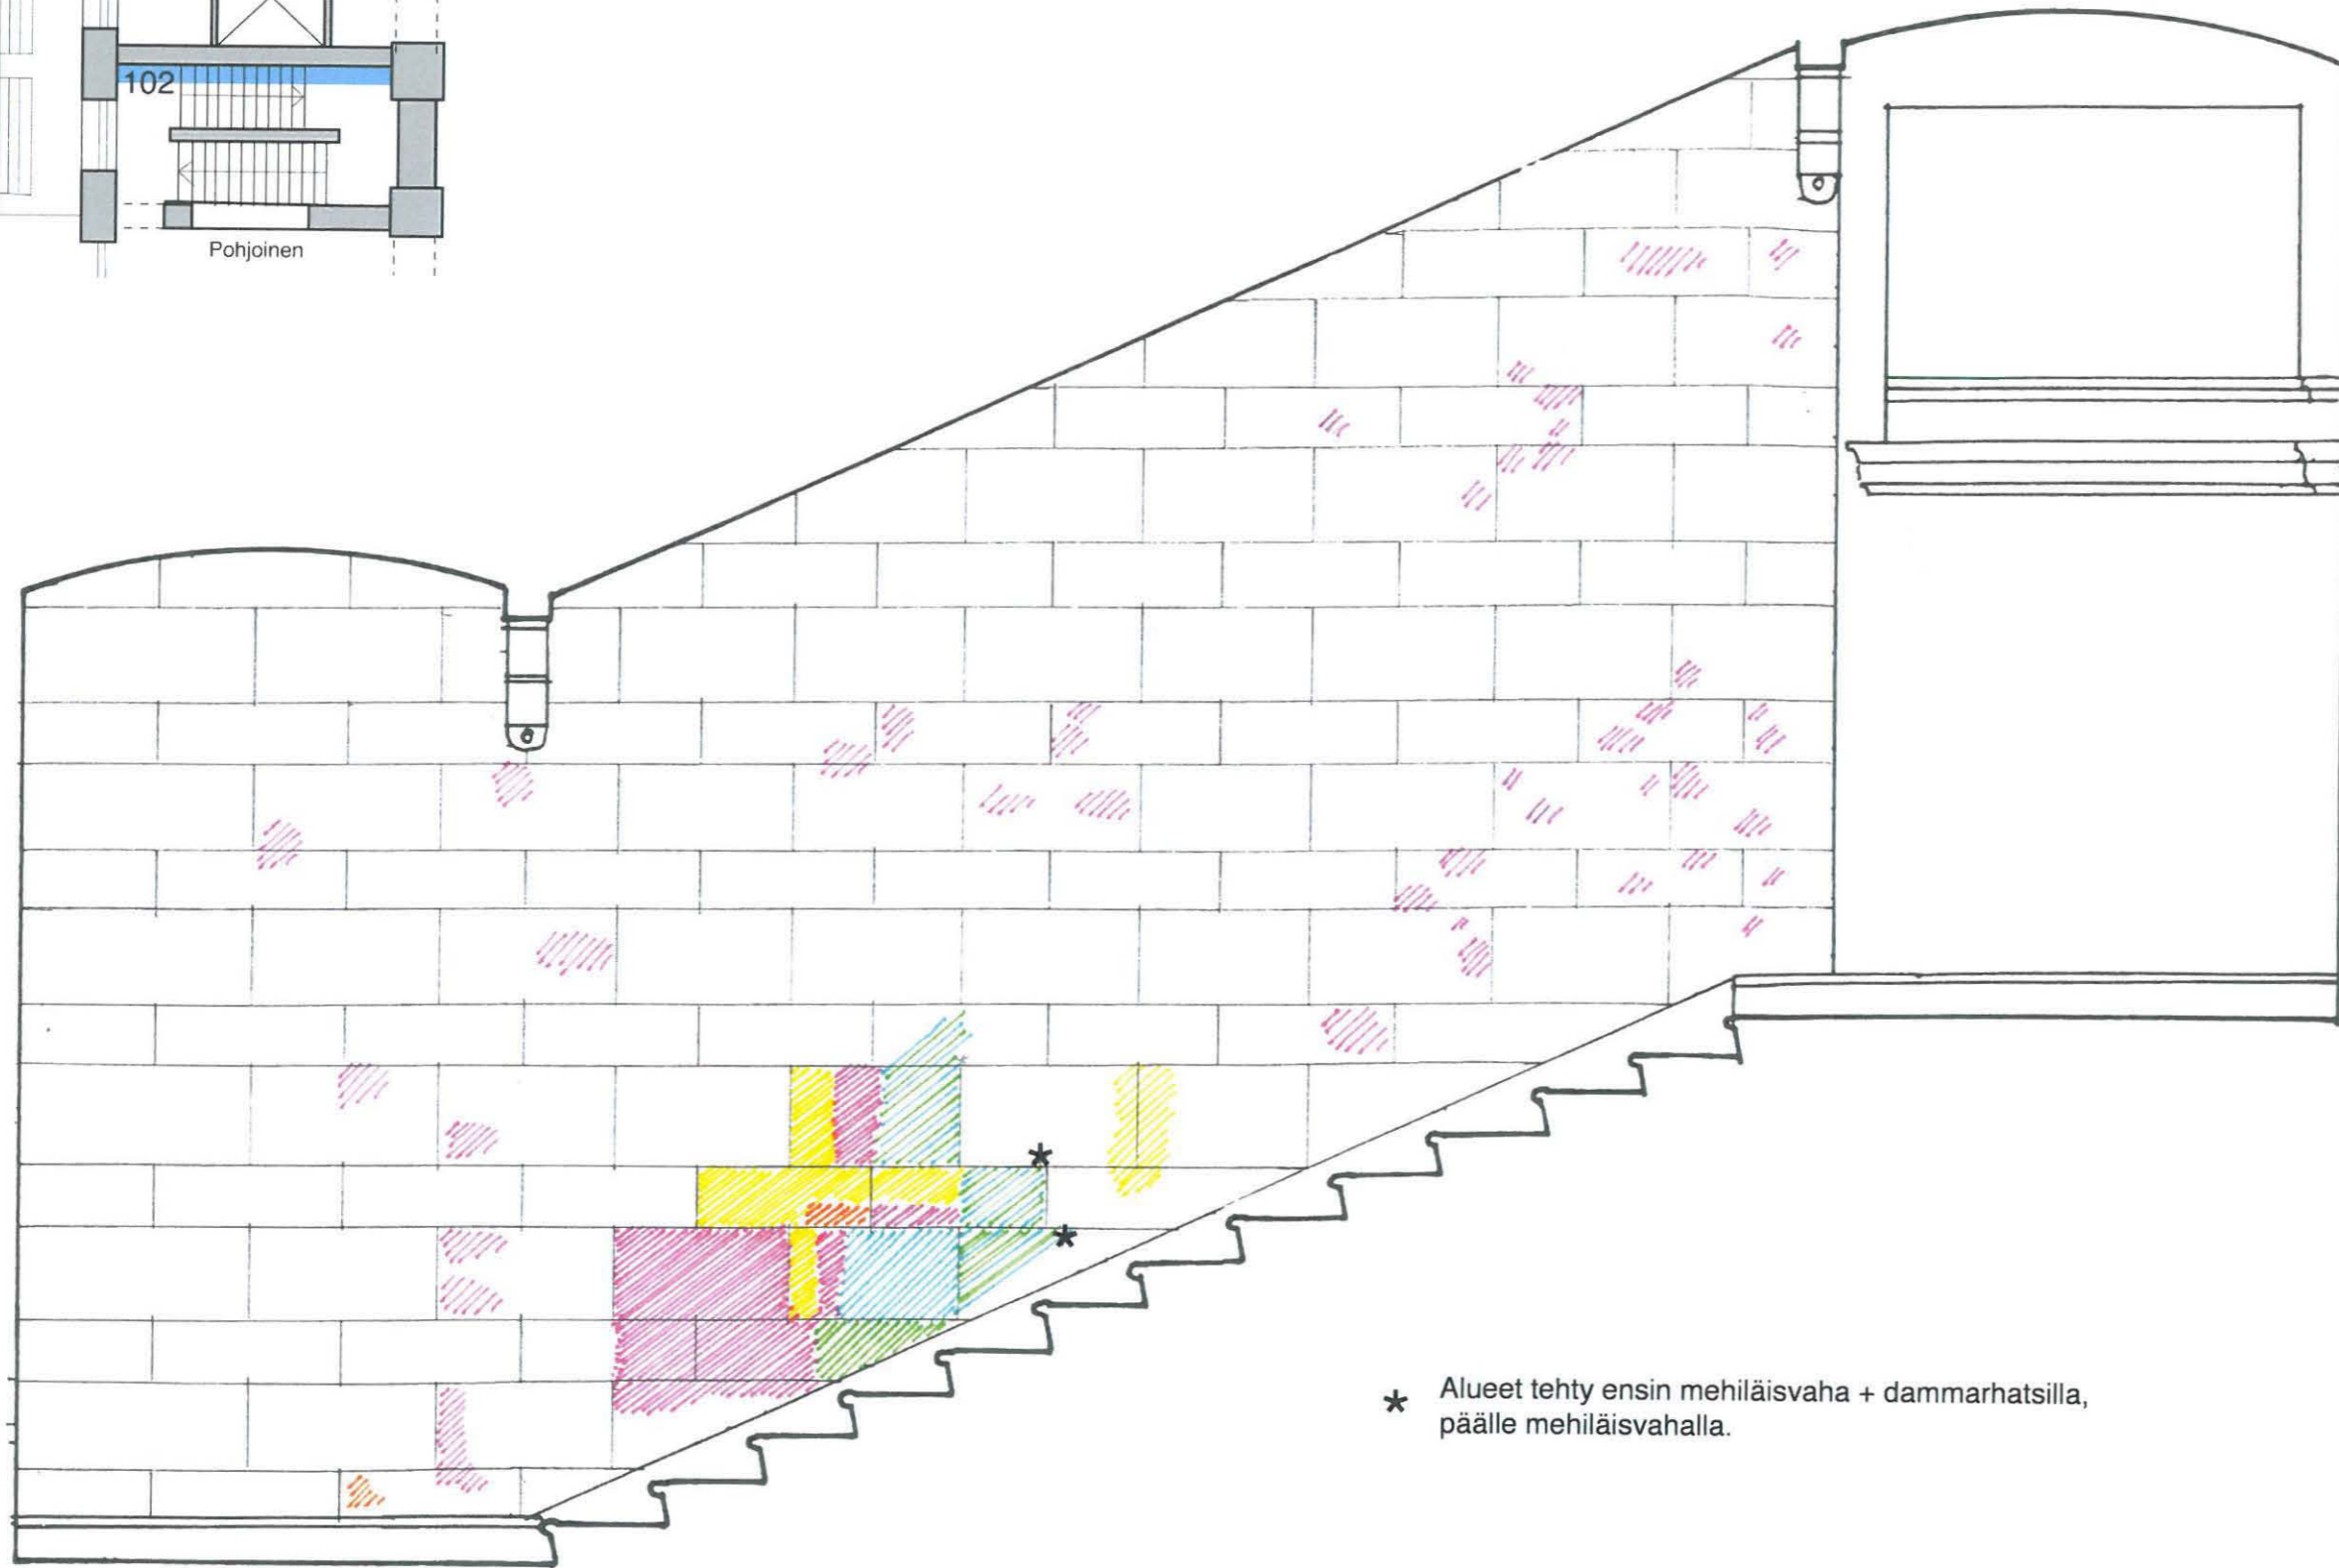 102
Pohjoinen
* Alueet tehty ensin mehiläisvaha + dammarhatsilla,
päälle mehiläisvahalla.